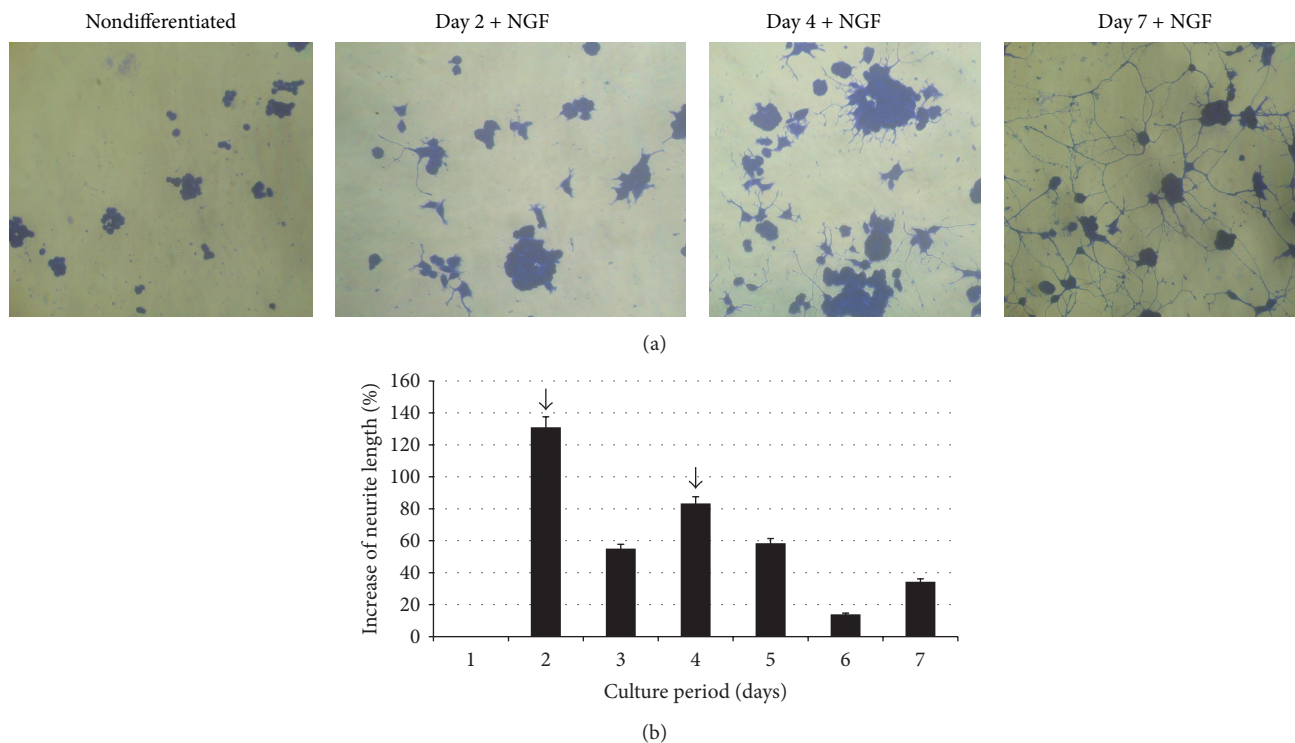 Nondifferentiated
Day 2 + NGF
Day 4 + NGF
Day 7 + NGF
(a)
Increase of neurite length (%)
160
140
120
100
80
60
40
20
0
1 2 3 4 5 6 7
Culture period (days)
(b)